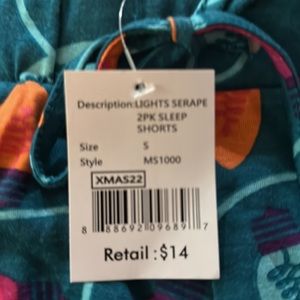 Description:LIGHTS SERAPE
2PK SLEEP
SHORTS
Size S
Style MS1000
XMAS22
8 88692 09689 7
Retail :$14